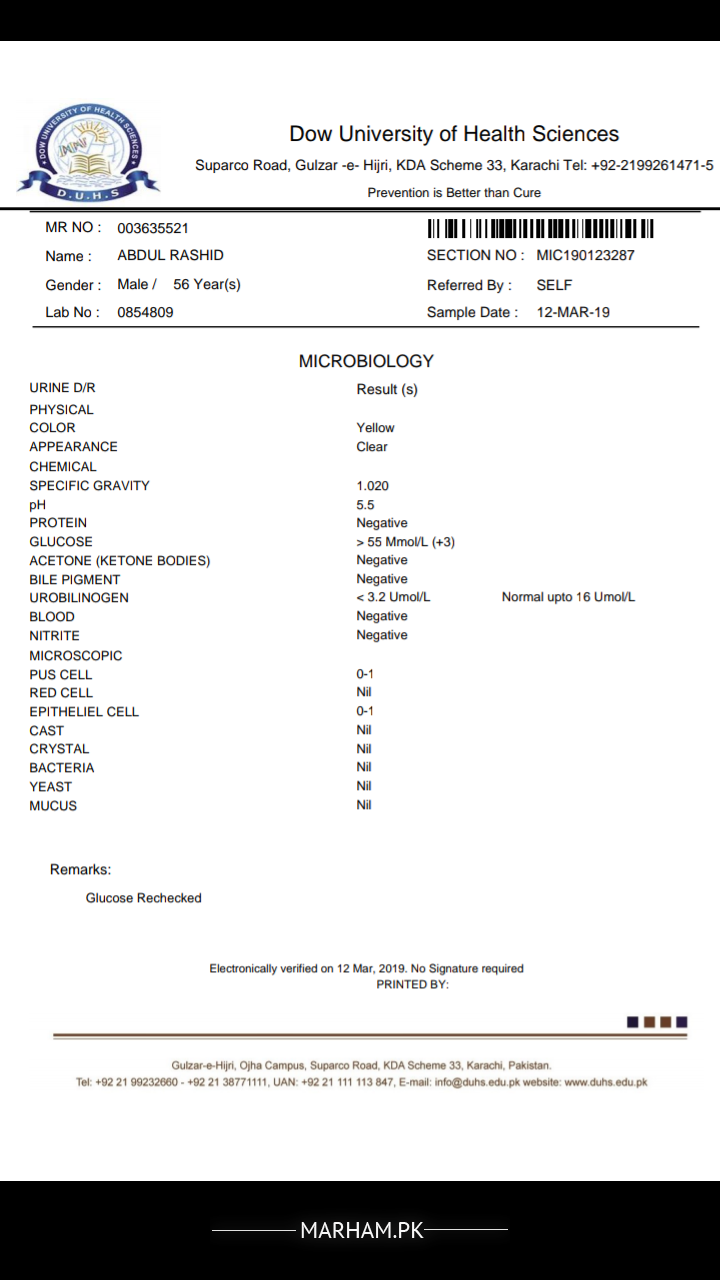 DOW UNIVERSITY OF HEALTH SCIENCES
D.U.H.S
Dow University of Health Sciences
Suparco Road, Gulzar -e- Hijri, KDA Scheme 33, Karachi Tel: +92-2199261471-5
Prevention is Better than Cure
MR NO : 003635521
Name : ABDUL RASHID SECTION NO : MIC190123287
Gender : Male / 56 Year(s) Referred By : SELF
Lab No : 0854809 Sample Date : 12-MAR-19
MICROBIOLOGY
URINE D/R Result (s)
PHYSICAL
COLOR Yellow
APPEARANCE Clear
CHEMICAL
SPECIFIC GRAVITY 1.020
pH 5.5
PROTEIN Negative
GLUCOSE > 55 Mmol/L (+3)
ACETONE (KETONE BODIES) Negative
BILE PIGMENT Negative
UROBILINOGEN < 3.2 Umol/L Normal upto 16 Umol/L
BLOOD Negative
NITRITE Negative
MICROSCOPIC
PUS CELL 0-1
RED CELL Nil
EPITHELIEL CELL 0-1
CAST Nil
CRYSTAL Nil
BACTERIA Nil
YEAST Nil
MUCUS Nil
Remarks:
Glucose Rechecked
Electronically verified on 12 Mar, 2019. No Signature required
PRINTED BY:
Gulzar-e-Hijri, Ojha Campus, Suparco Road, KDA Scheme 33, Karachi, Pakistan.
Tel: +92 21 99232660 - +92 21 38771111, UAN: +92 21 111 113 847, E-mail: info@duhs.edu.pk website: www.duhs.edu.pk
MARHAM.PK